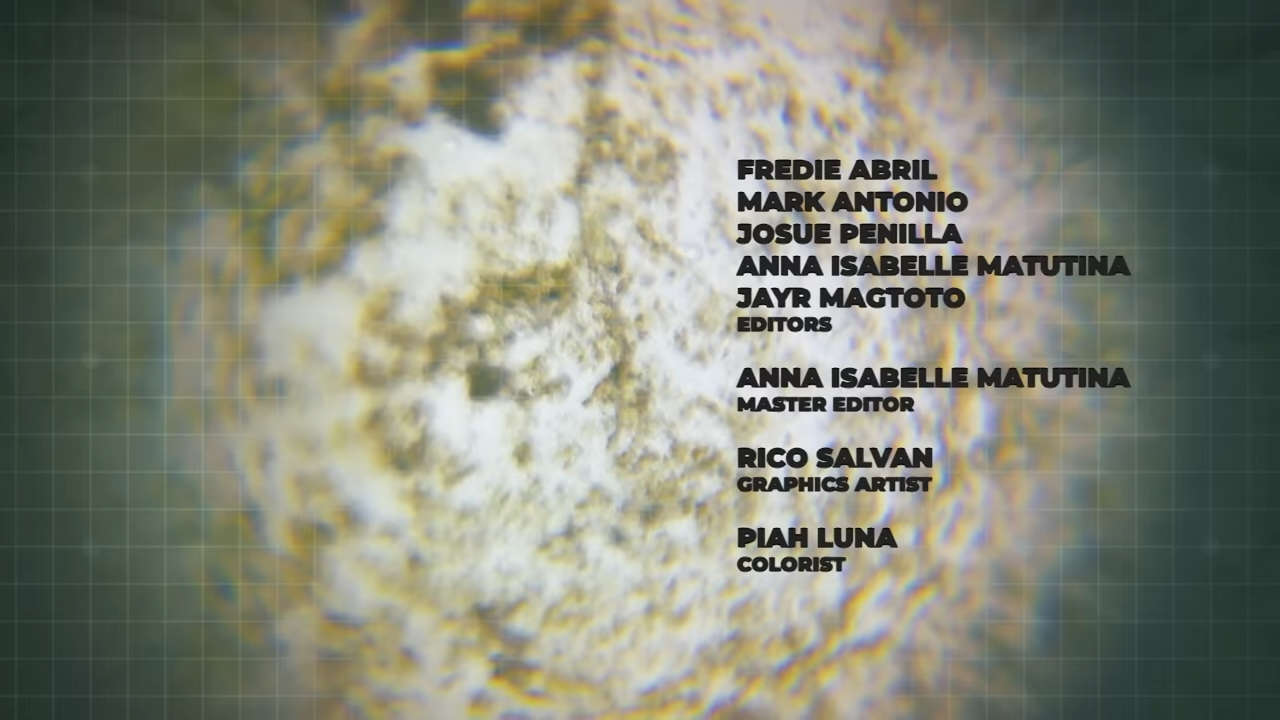 FREDIE ABRIL
MARK ANTONIO
JOSUE PENILLA
ANNA ISABELLE MATUTINA
JAYR MAGTOTO
EDITORS
ANNA ISABELLE MATUTINA
MASTER EDITOR
RICO SALVAN
GRAPHICS ARTIST
PIAH LUNA
COLORIST